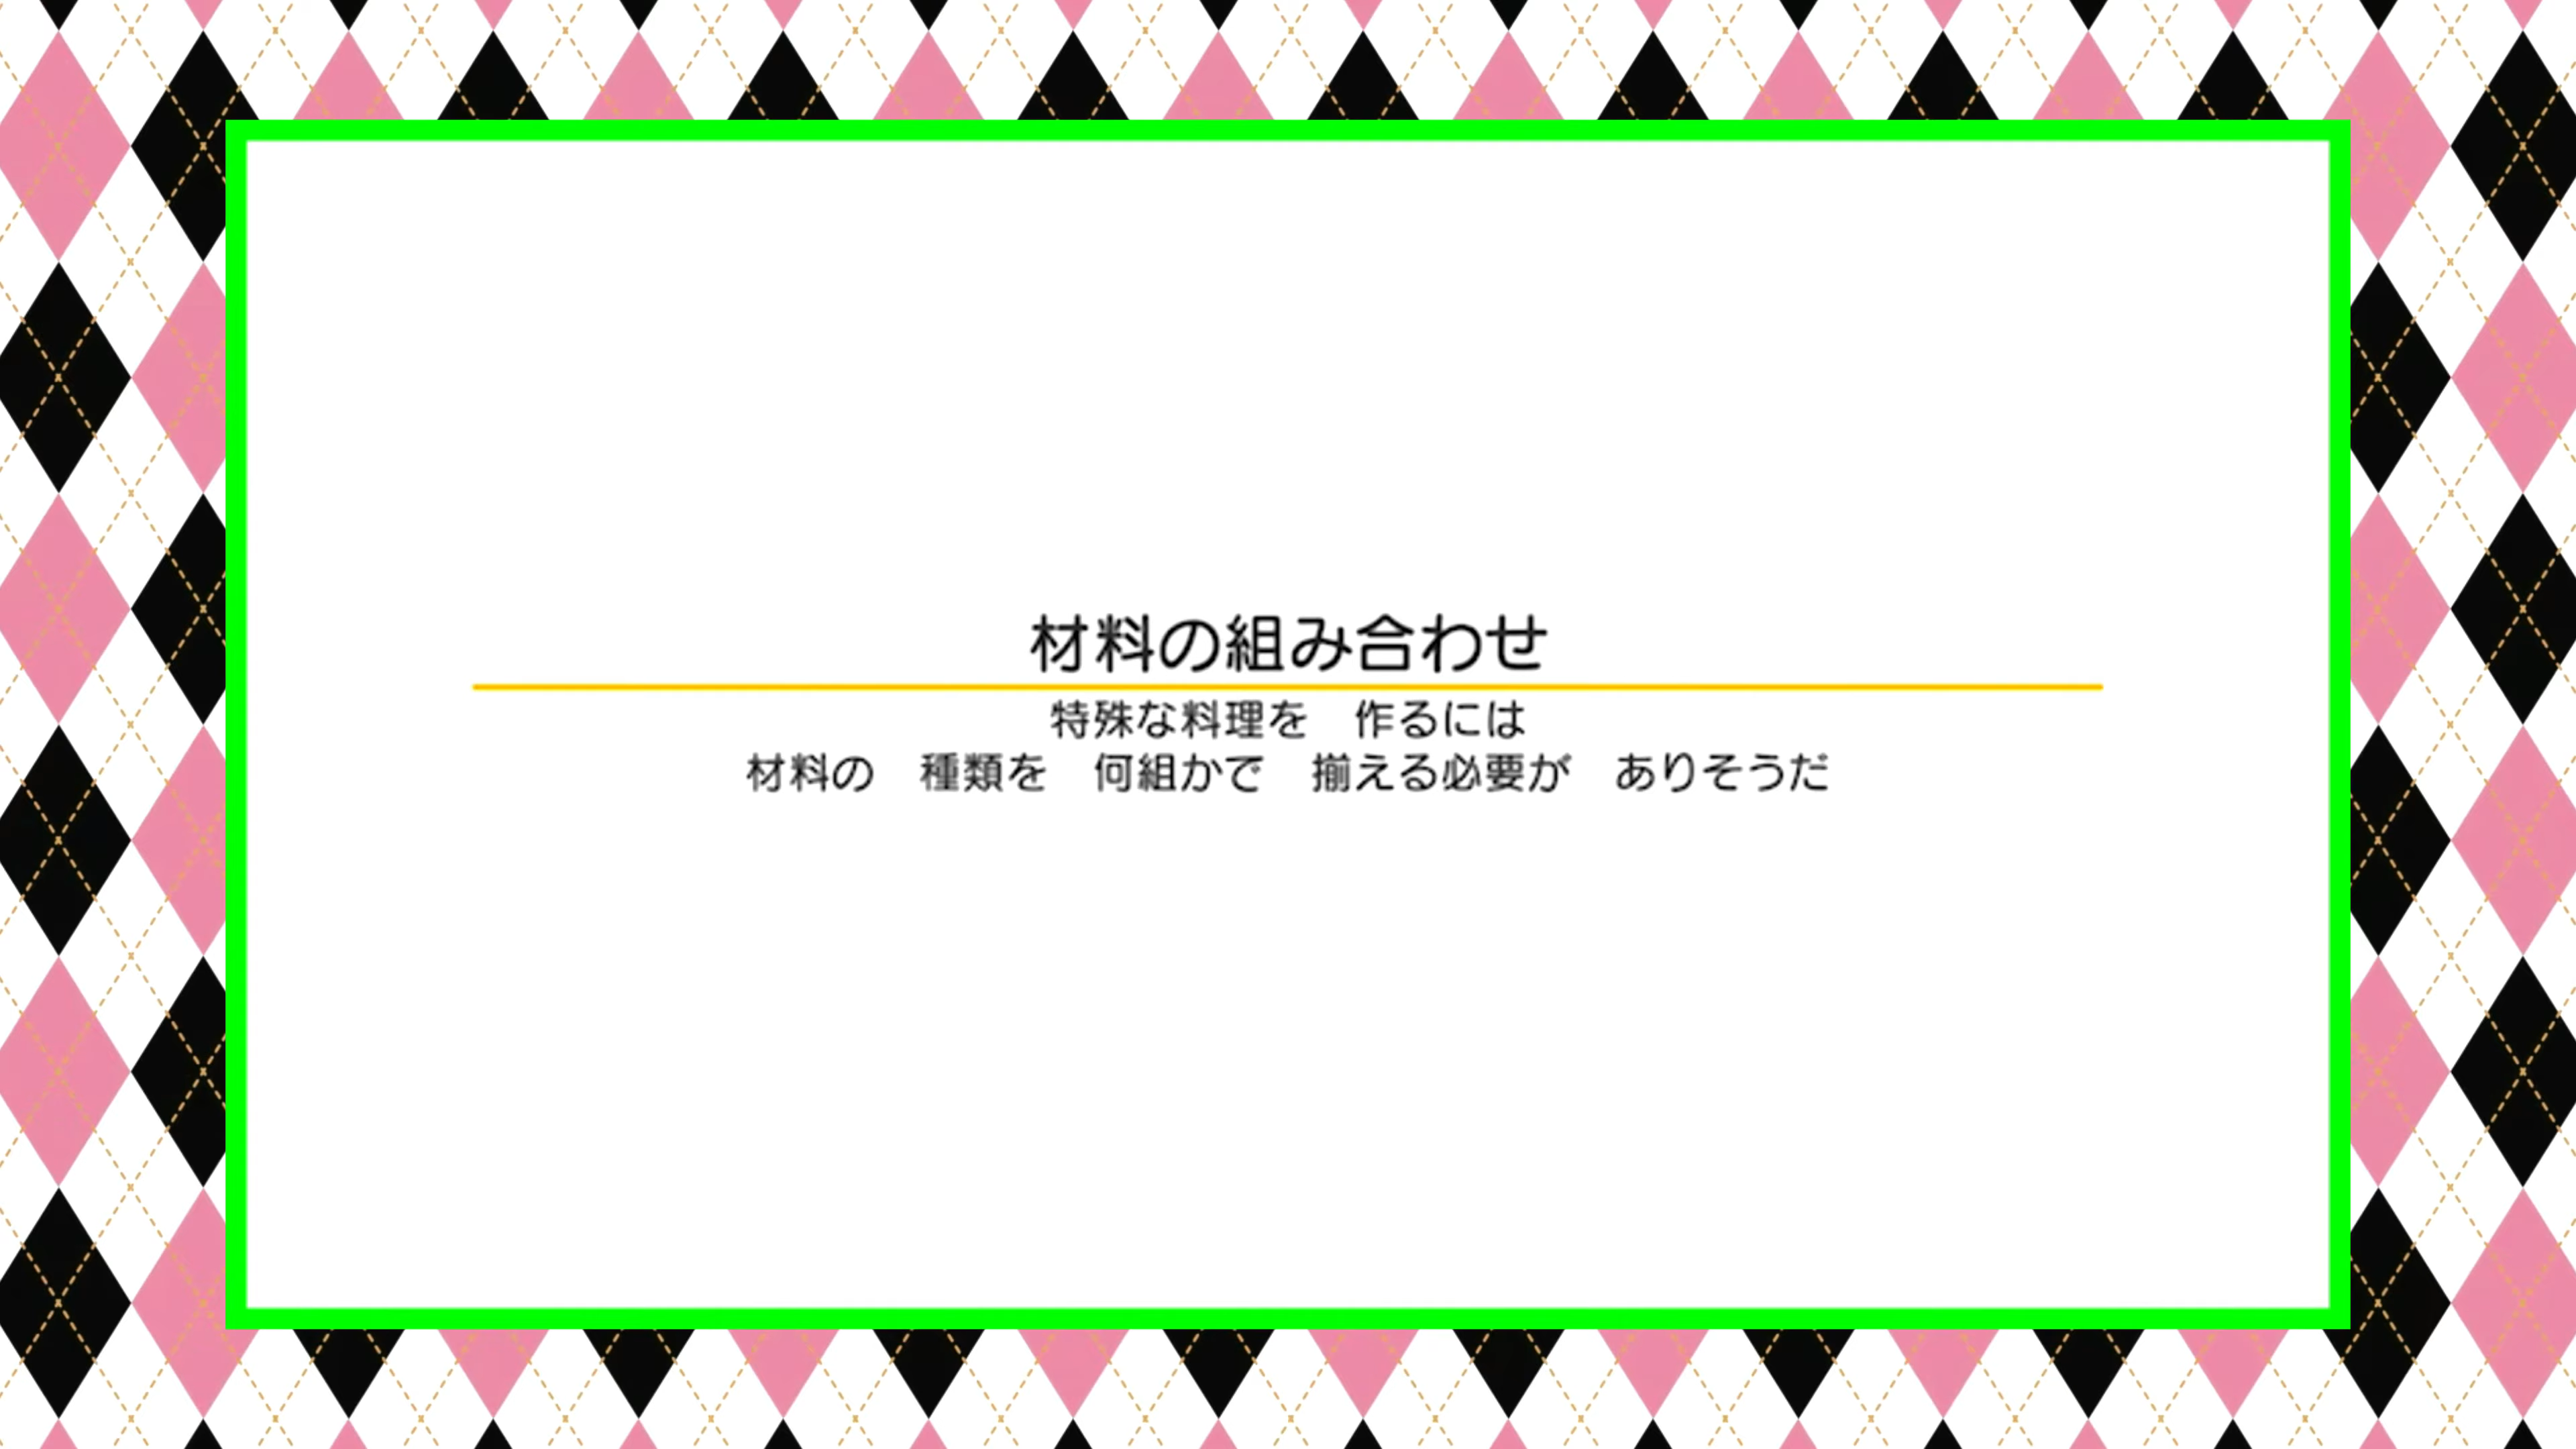 材料の組み合わせ
特殊な料理を　作るには
材料の　種類を　何組かで　揃える必要が　ありそうだ